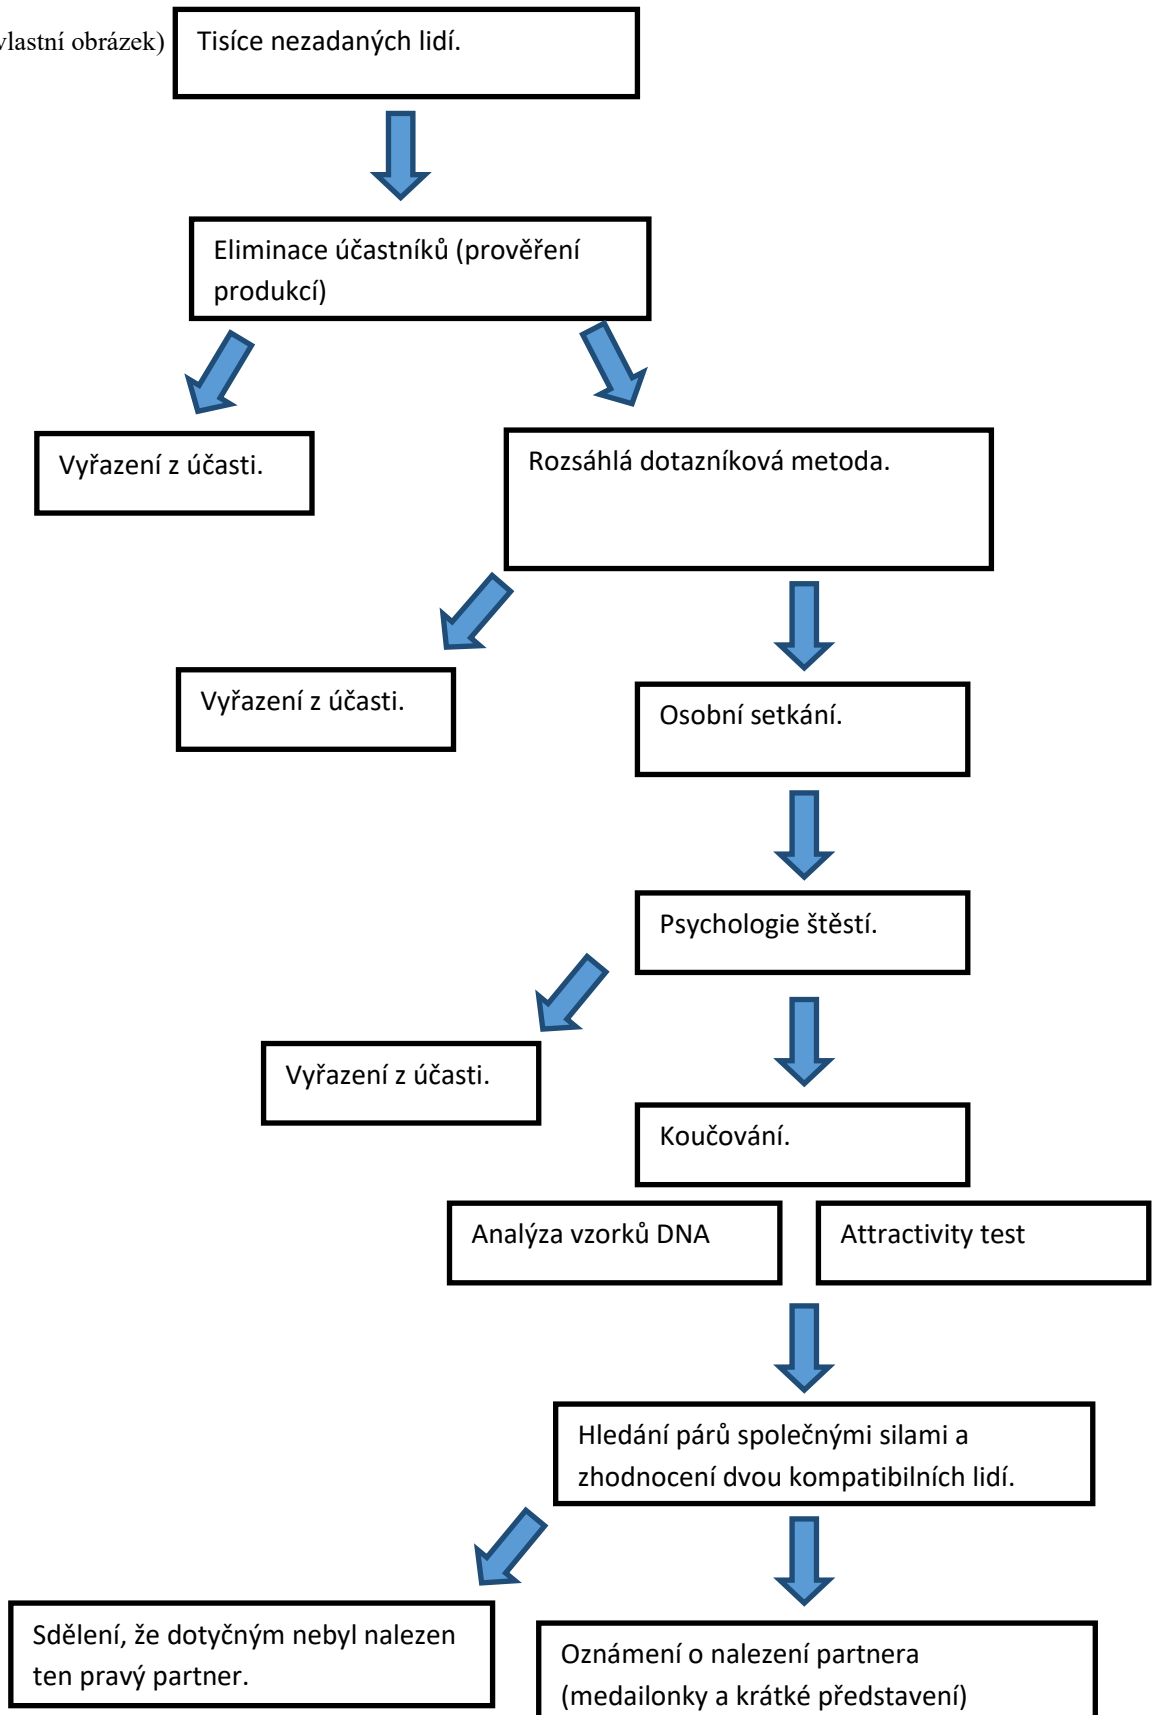 vlastní obrázek)
Tisíce nezadaných lidí.
Eliminace účastníků (prověření
produkcí)
Vyřazení z účasti.
Rozsáhlá dotazníková metoda.
Vyřazení z účasti.
Osobní setkání.
Psychologie štěstí.
Vyřazení z účasti.
Koučování.
Analýza vzorků DNA
Attractivity test
Hledání párů společnými silami a
zhodnocení dvou kompatibilních lidí.
Sdělení, že dotyčným nebyl nalezen
ten pravý partner.
Oznámení o nalezení partnera
(medailonky a krátké představení)